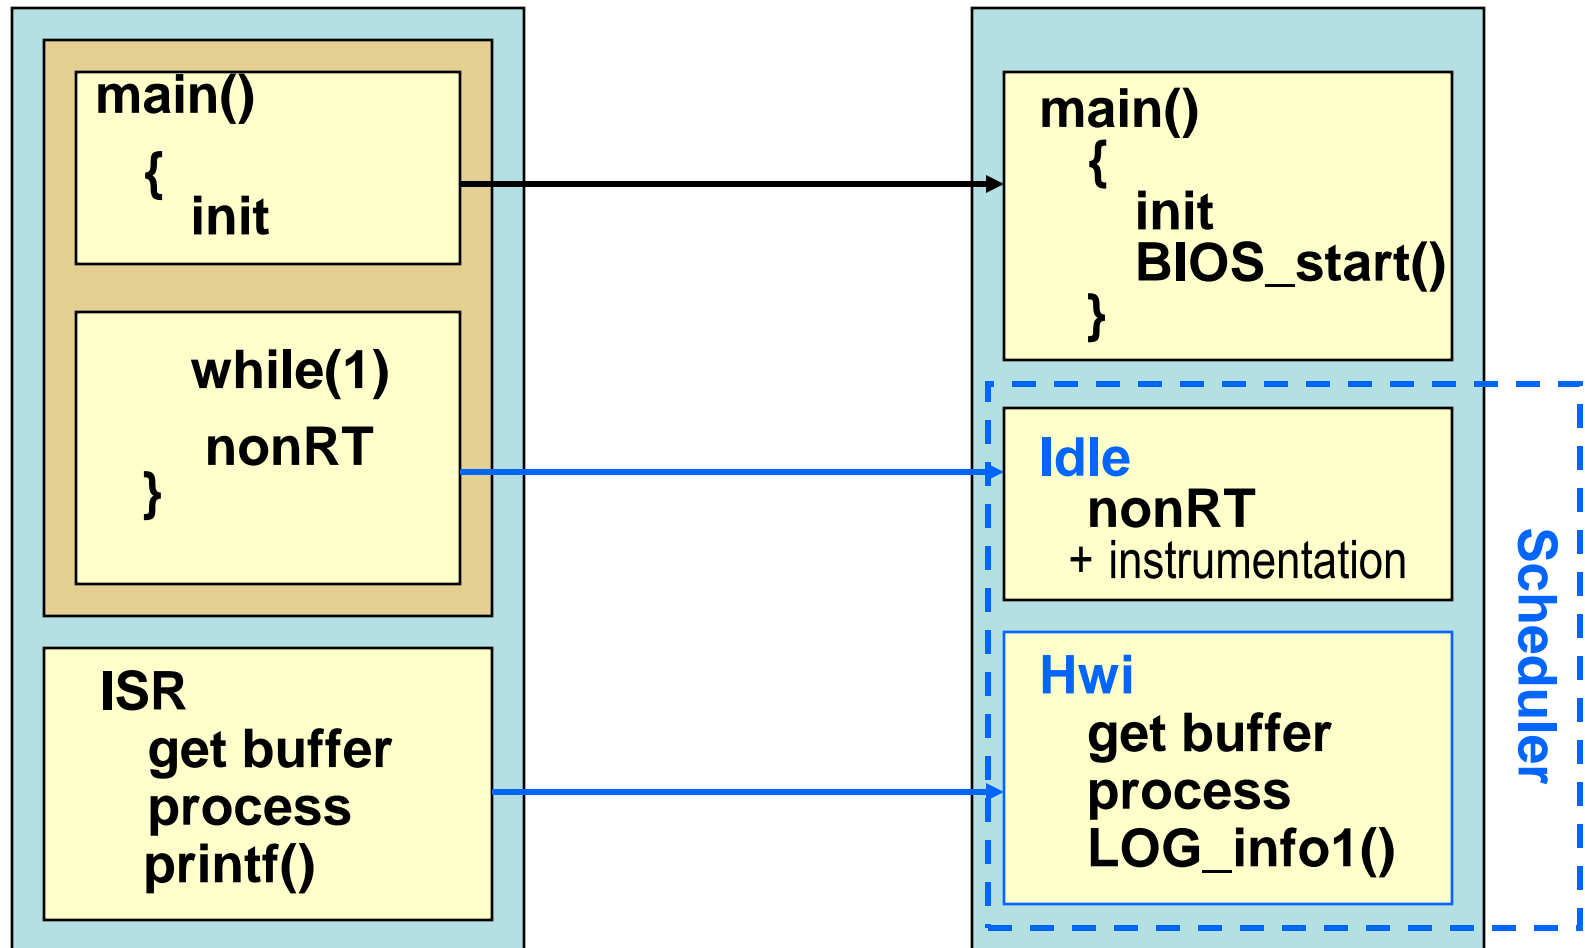 main()
{
init
while(1)
nonRT
}
ISR
get buffer
process
printf()
main()
{
init
BIOS_start()
}
Idle
nonRT
+ instrumentation
Hwi
get buffer
process
LOG_info1()
Scheduler